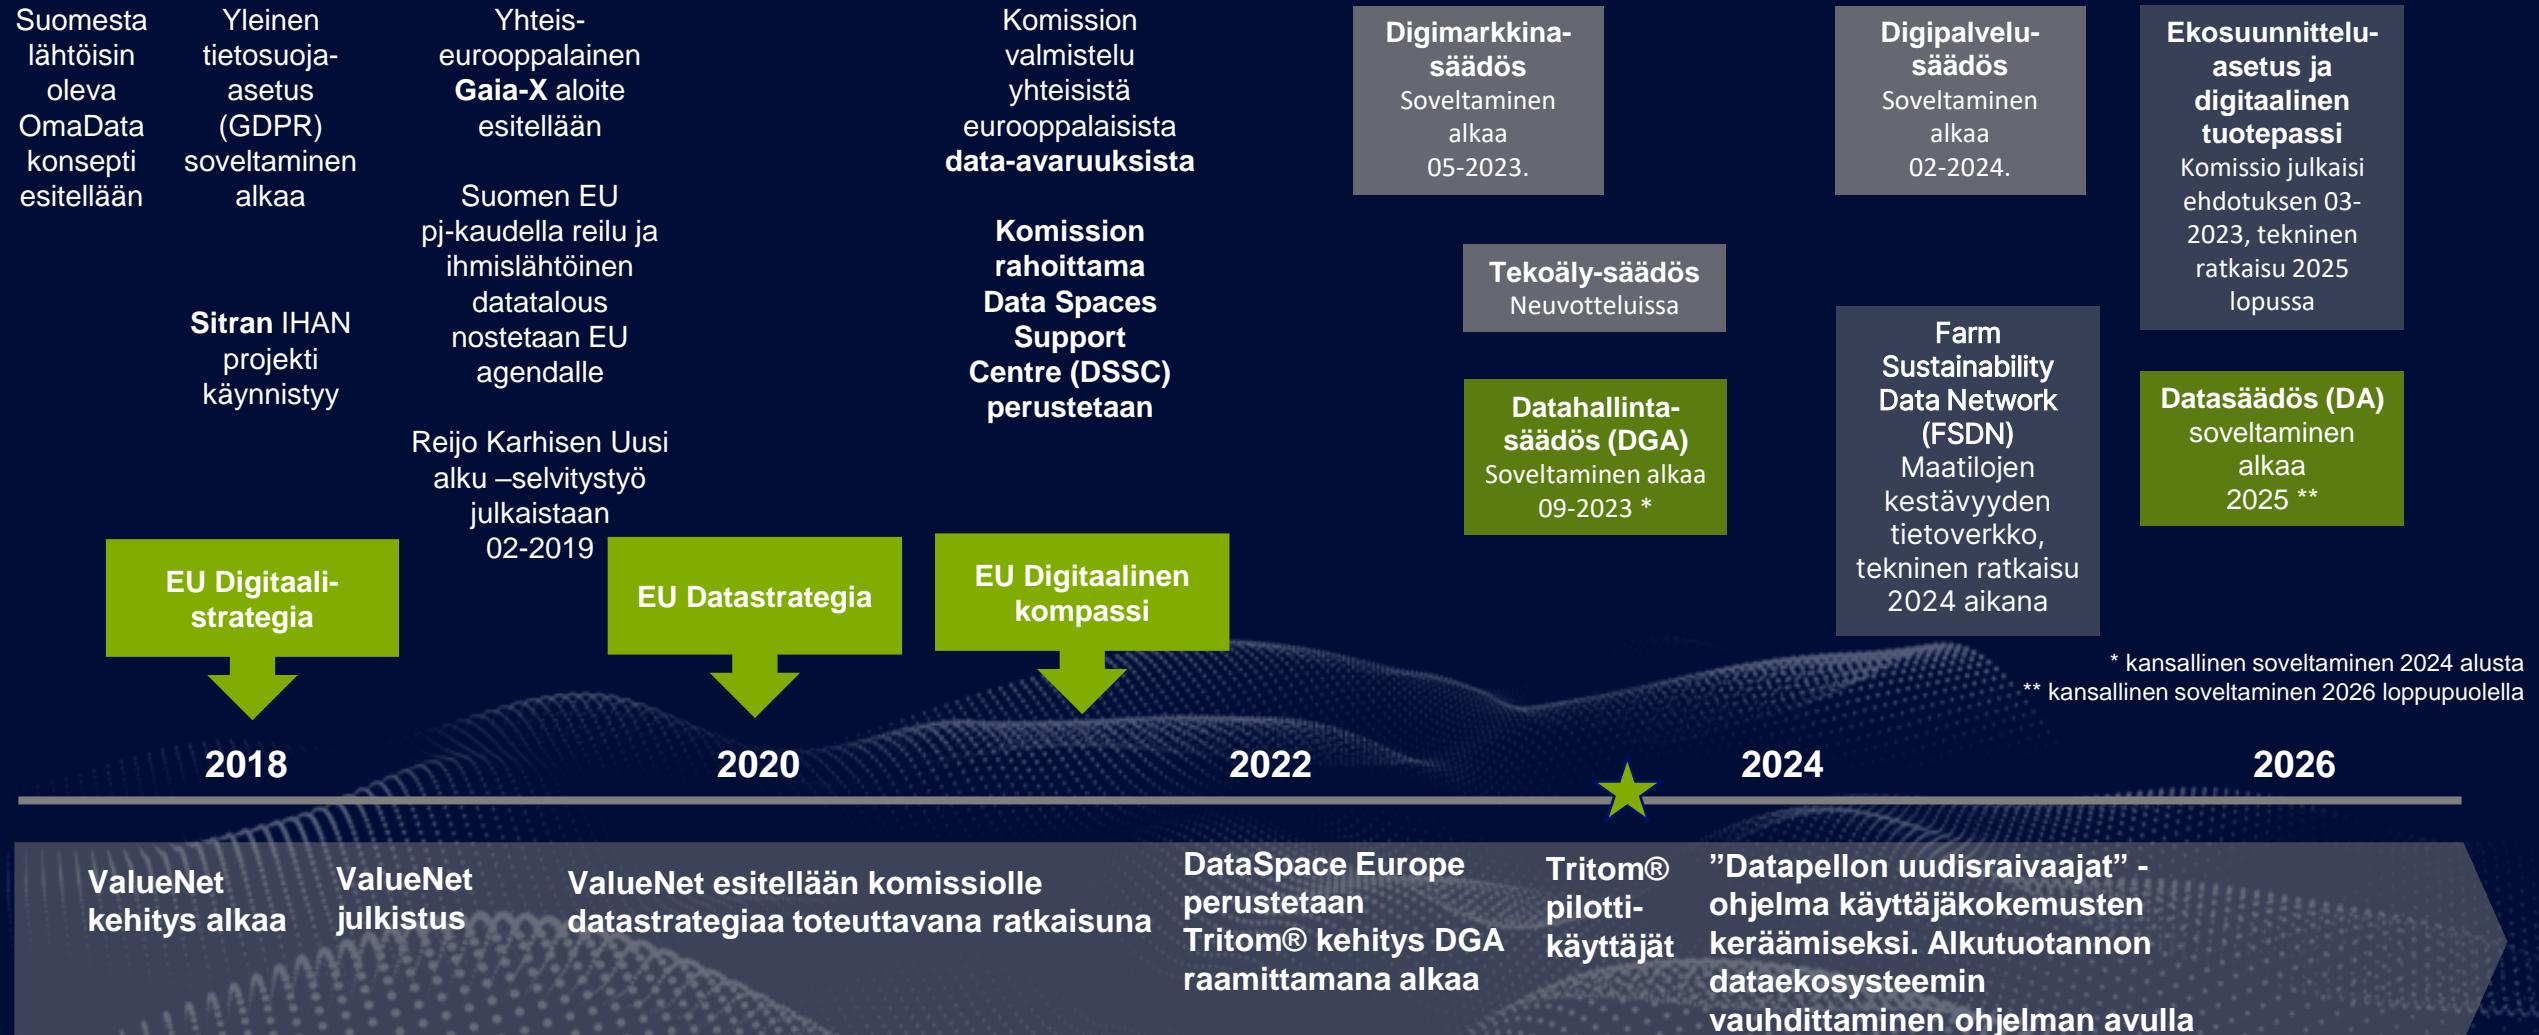 Suomesta
lähtöisin
oleva
OmaData
konsepti
esitellään
Yleinen
tietosuoja-
asetus
(GDPR)
soveltaminen
alkaa
Sitran IHAN
projekti
käynnistyy
Yhteis-
eurooppalainen
Gaia-X aloite
esitellään
Suomen EU
pj-kaudella reilu ja
ihmislähtöinen
datatalous
nostetaan EU
agendalle
Reijo Karhisen Uusi
alku –selvitystyö
julkaistaan
02-2019
Komission
valmistelu
yhteisistä
eurooppalaisista
data-avaruuksista
Komission
rahoittama
Data Spaces
Support
Centre (DSSC)
perustetaan
Digimarkkina-
säädös
Soveltaminen
alkaa
05-2023.
Tekoäly-säädös
Neuvotteluissa
Datahallinta-
säädös (DGA)
Soveltaminen alkaa
09-2023 *
Digipalvelu-
säädös
Soveltaminen
alkaa
02-2024.
Farm
Sustainability
Data Network
(FSDN)
Maatilojen
kestävyyden
tietoverkko,
tekninen ratkaisu
2024 aikana
Ekosuunnittelu-
asetus ja
digitaalinen
tuotepassi
Komissio julkaisi
ehdotuksen 03-
2023, tekninen
ratkaisu 2025
lopussa
Datasäädös (DA)
soveltaminen
alkaa
2025 **
EU Digitaali-
strategia
EU Datastrategia
EU Digitaalinen
kompassi
* kansallinen soveltaminen 2024 alusta
** kansallinen soveltaminen 2026 loppupuolella
2018
2020
2022
2024
2026
ValueNet
kehitys alkaa
ValueNet
julkistus
ValueNet esitellään komissiolle
datastrategiaa toteuttavana ratkaisuna
DataSpace Europe
perustetaan
Tritom® kehitys DGA
raamittamana alkaa
Tritom®
pilotti-
käyttäjät
”Datapellon uudisraivaajat” -
ohjelma käyttäjäkokemusten
keräämiseksi. Alkutuotannon
dataekosysteemin
vauhdittaminen ohjelman avulla